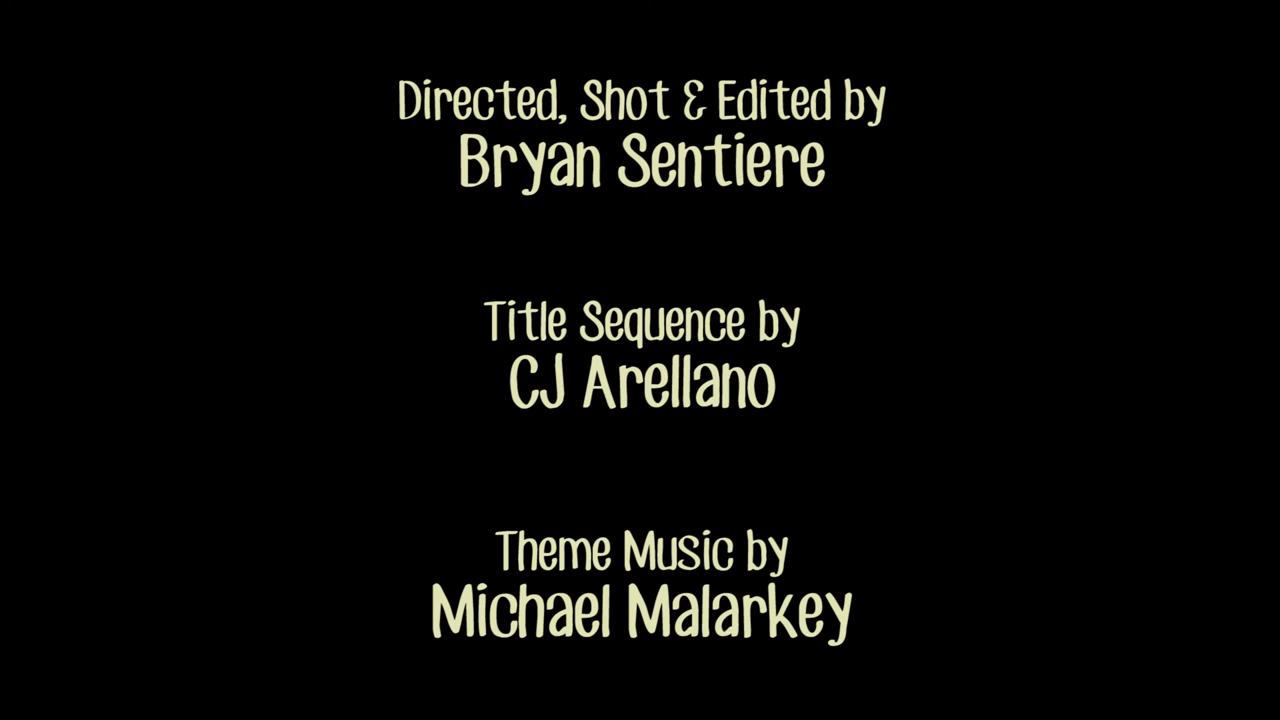 Directed, Shot & Edited by
Bryan Sentiere
Title Sequence by
CJ Arellano
Theme Music by
Michael Malarkey